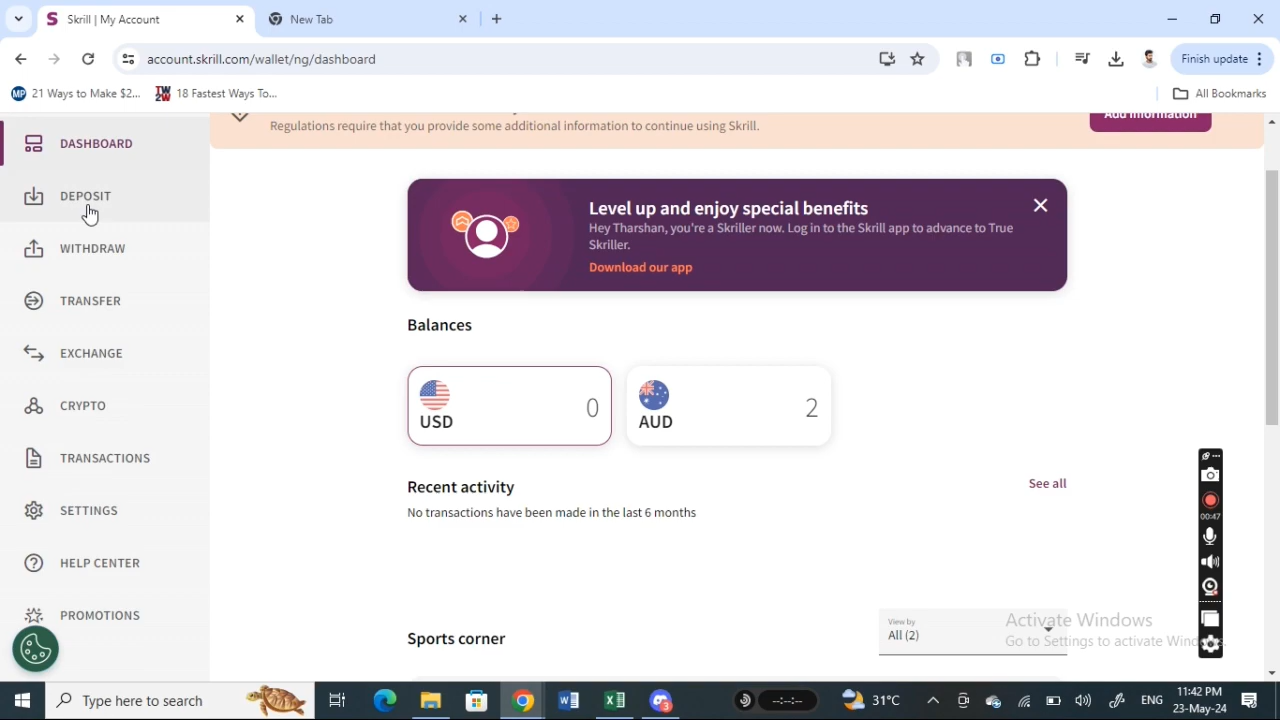 Skrill | My Account
New Tab
account.skrill.com/wallet/ng/dashboard
Finish update
21 Ways to Make $2...
18 Fastest Ways To...
All Bookmarks
DASHBOARD
DEPOSIT
WITHDRAW
TRANSFER
EXCHANGE
CRYPTO
TRANSACTIONS
SETTINGS
HELP CENTER
PROMOTIONS
Regulations require that you provide some additional information to continue using Skrill.
Add information
Level up and enjoy special benefits
Hey Tharshan, you're a Skriller now. Log in to the Skrill app to advance to True
Skriller.
Download our app
Balances
USD
0
AUD
2
Recent activity
See all
No transactions have been made in the last 6 months
Sports corner
View by
All (2)
00:47
Activate Windows
Go to Settings to activate Windows.
Type here to search
--:--:--
31°C
ENG
11:42 PM
23-May-24